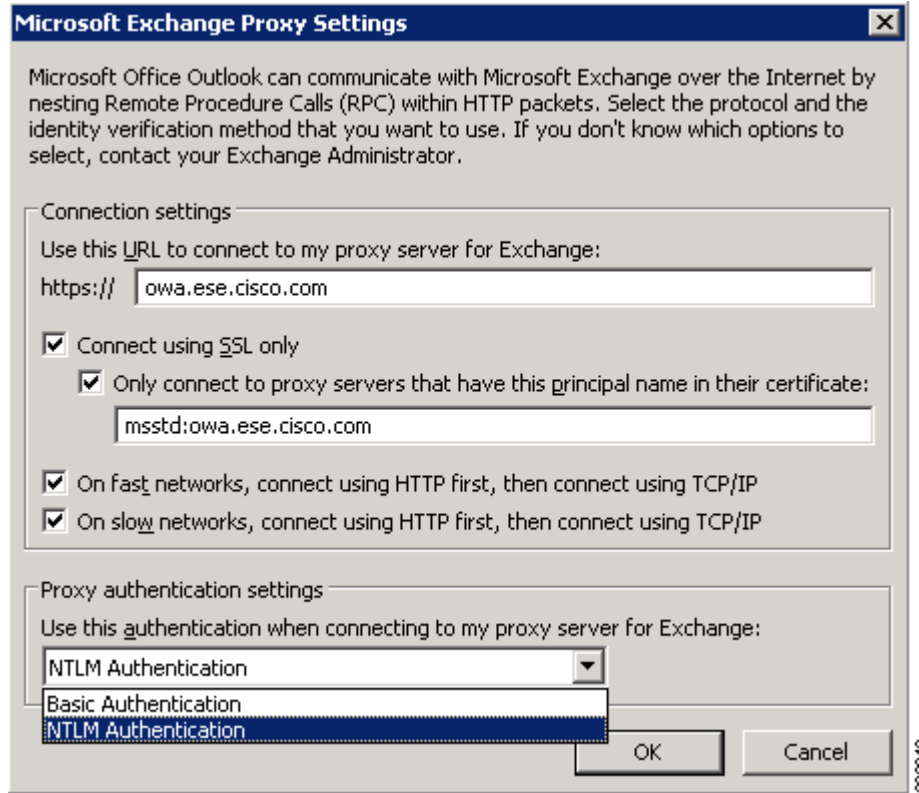 Microsoft Exchange Proxy Settings
Microsoft Office Outlook can communicate with Microsoft Exchange over the Internet by
nesting Remote Procedure Calls (RPC) within HTTP packets. Select the protocol and the
identity verification method that you want to use. If you don't know which options to
select, contact your Exchange Administrator.
Connection settings
Use this URL to connect to my proxy server for Exchange:
https:// owa.ese.cisco.com
Connect using SSL only
Only connect to proxy servers that have this principal name in their certificate:
msstd:owa.ese.cisco.com
On fast networks, connect using HTTP first, then connect using TCP/IP
On slow networks, connect using HTTP first, then connect using TCP/IP
Proxy authentication settings
Use this authentication when connecting to my proxy server for Exchange:
NTLM Authentication
Basic Authentication
NTLM Authentication
OK Cancel